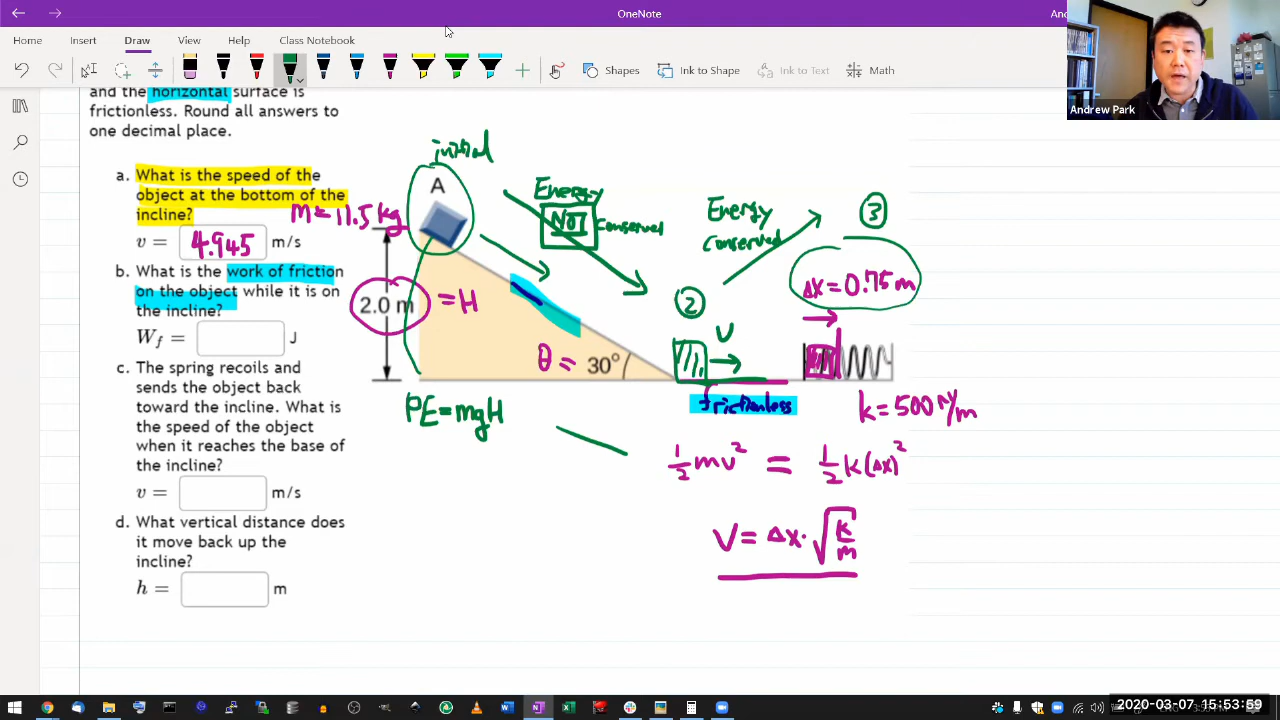 OneNote
An
Home Insert Draw View Help Class Notebook
Shapes Ink to Shape Ink to Text Math
Andrew Park
and the horizontal surface is
frictionless. Round all answers to
one decimal place.
a. What is the speed of the
object at the bottom of the
incline?
v = 4.945 m/s
b. What is the work of friction
on the object while it is on
the incline?
Wf = J
c. The spring recoils and
sends the object back
toward the incline. What is
the speed of the object
when it reaches the base of
the incline?
v = m/s
d. What vertical distance does
it move back up the
incline?
h = m
initial
A
M = 11.5 kg
2.0 m = H
Energy
NOT
Conserved
Energy
Conserved
③
Δx = 0.75 m
②
V
θ = 30°
frictionless
k = 500 N/m
PE = mgH
½mv² = ½k(Δx)²
V = Δx·√k/m
2020-03-07 15:53:59